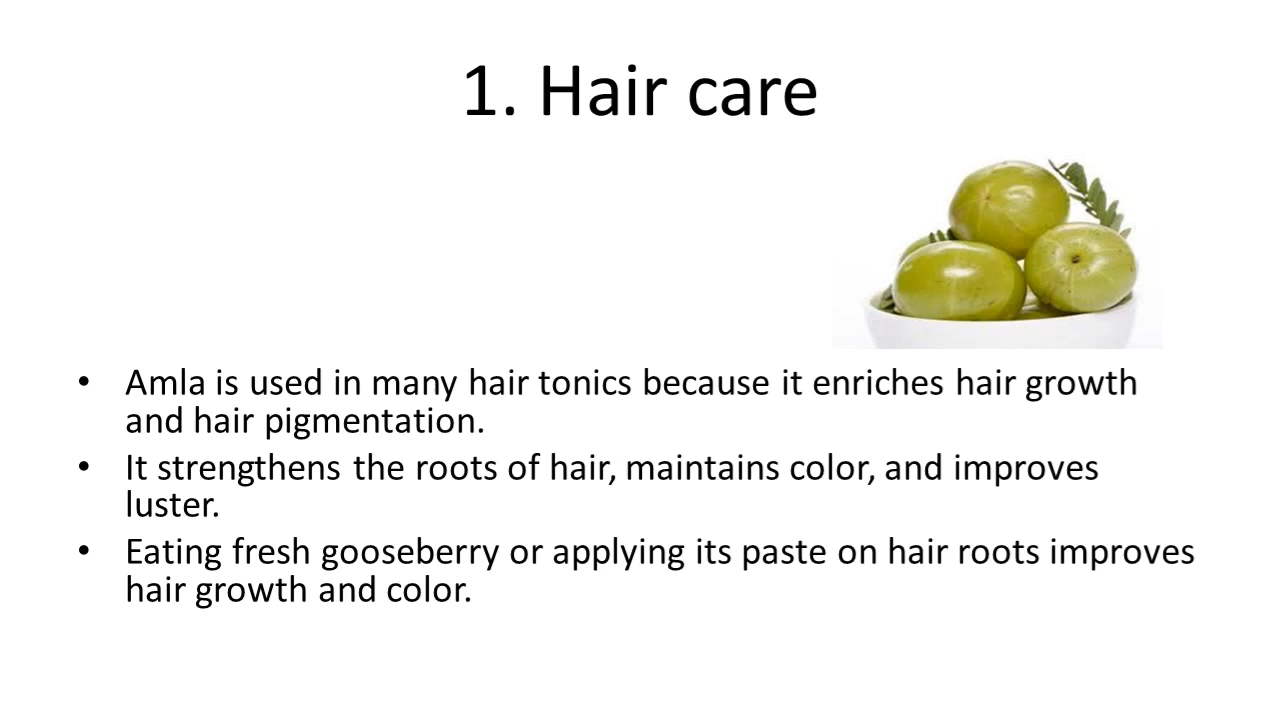 1. Hair care
• Amla is used in many hair tonics because it enriches hair growth
and hair pigmentation.
• It strengthens the roots of hair, maintains color, and improves
luster.
• Eating fresh gooseberry or applying its paste on hair roots improves
hair growth and color.